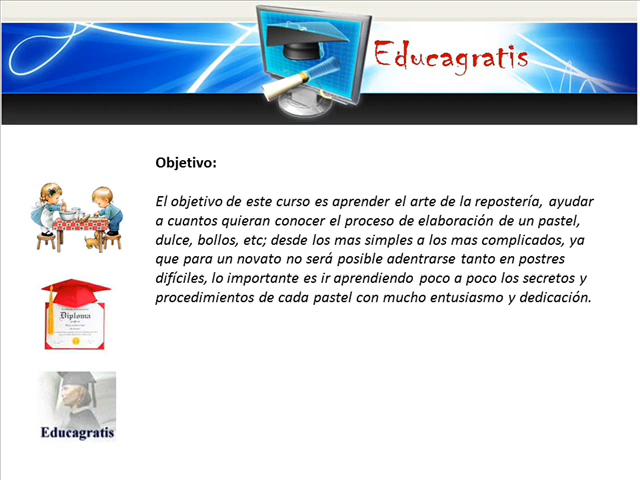 Educagratis
Objetivo:
El objetivo de este curso es aprender el arte de la repostería, ayudar
a cuantos quieran conocer el proceso de elaboración de un pastel,
dulce, bollos, etc; desde los mas simples a los mas complicados, ya
que para un novato no será posible adentrarse tanto en postres
difíciles, lo importante es ir aprendiendo poco a poco los secretos y
procedimientos de cada pastel con mucho entusiasmo y dedicación.
Diploma
Educagratis